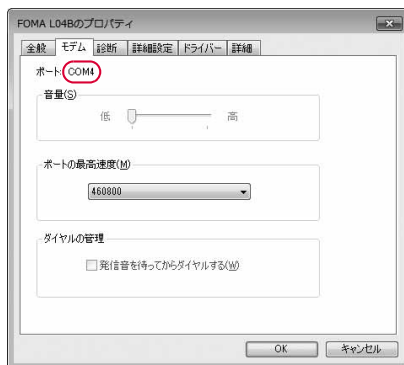 FOMA L04Bのプロパティ
全般 モデム 診断 詳細設定 ドライバー 詳細
ポート: COM4
音量(S)
低 高
ポートの最高速度(M)
460800
ダイヤルの管理
発信音を待ってからダイヤルする(W)
OK キャンセル